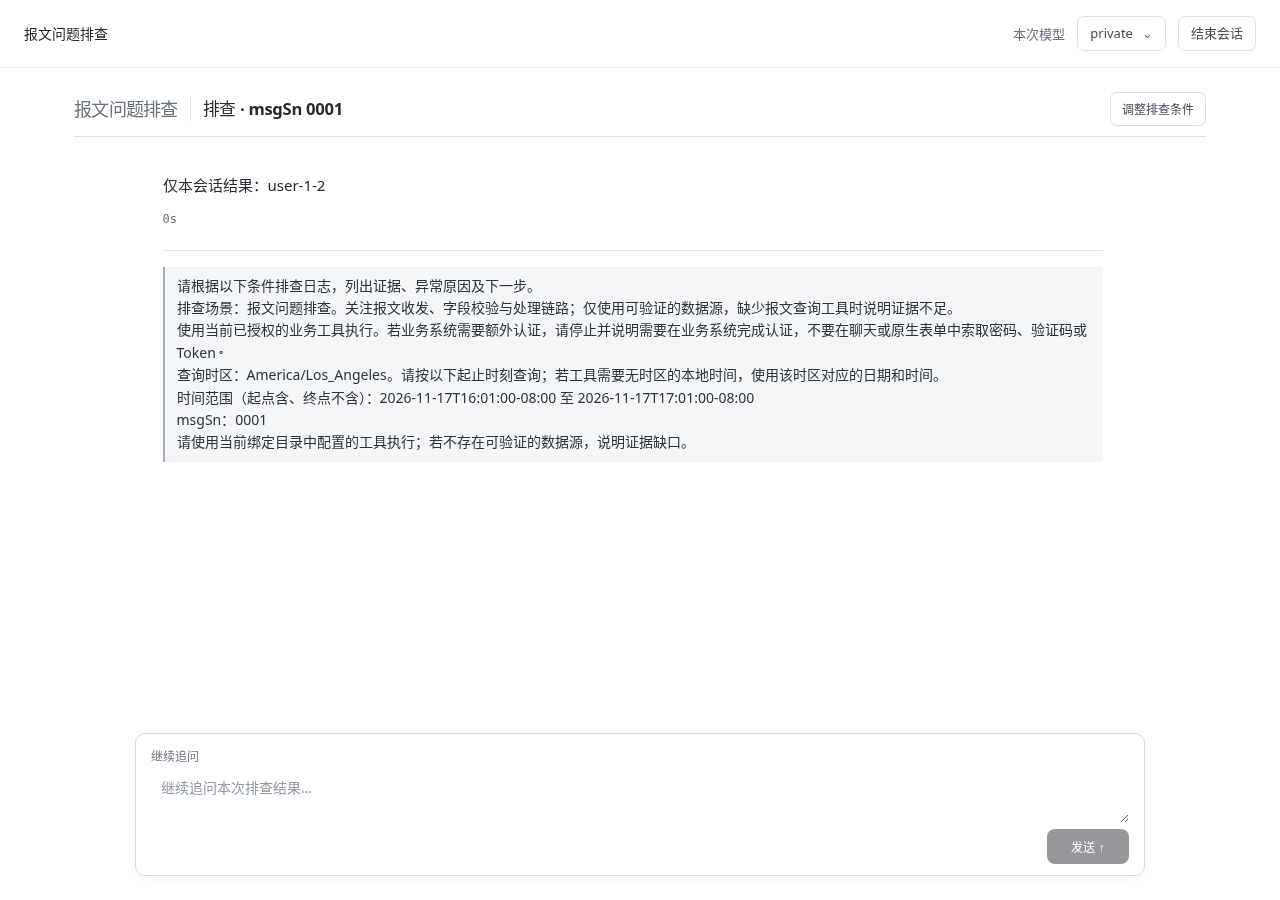 报文问题排查
本次模型
private
结束会话
报文问题排查
排查 · msgSn 0001
调整排查条件
仅本会话结果：user-1-2
0s
请根据以下条件排查日志，列出证据、异常原因及下一步。
排查场景：报文问题排查。关注报文收发、字段校验与处理链路；仅使用可验证的数据源，缺少报文查询工具时说明证据不足。
使用当前已授权的业务工具执行。若业务系统需要额外认证，请停止并说明需要在业务系统完成认证，不要在聊天或原生表单中索取密码、验证码或
Token。
查询时区：America/Los_Angeles。请按以下起止时刻查询；若工具需要无时区的本地时间，使用该时区对应的日期和时间。
时间范围（起点含、终点不含）：2026-11-17T16:01:00-08:00 至 2026-11-17T17:01:00-08:00
msgSn：0001
请使用当前绑定目录中配置的工具执行；若不存在可验证的数据源，说明证据缺口。
继续追问
继续追问本次排查结果...
发送 ↑